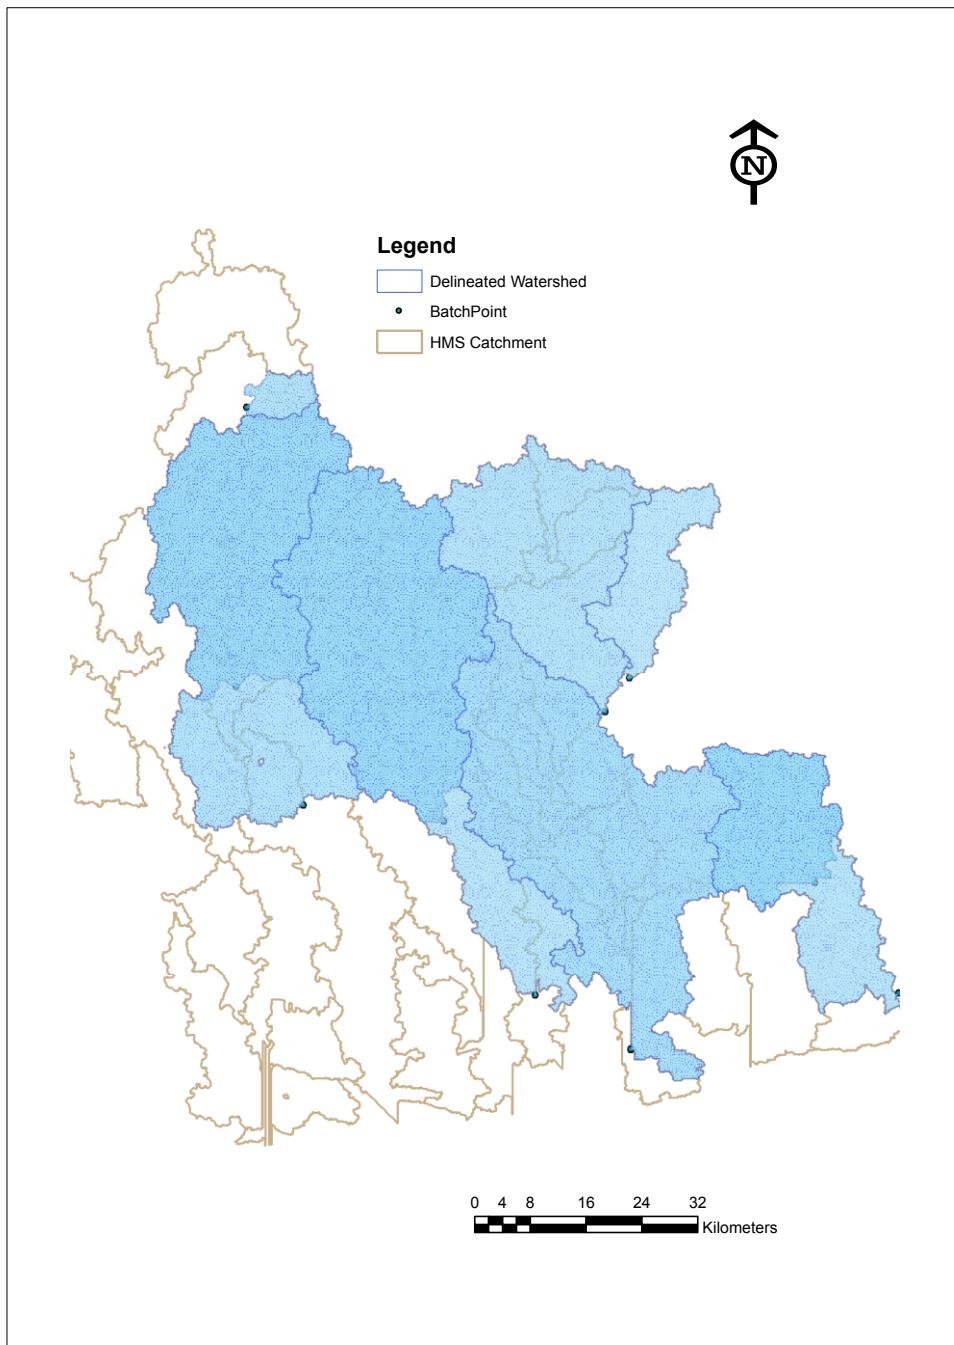 N
Legend
Delineated Watershed
BatchPoint
HMS Catchment
0 4 8 16 24 32
Kilometers